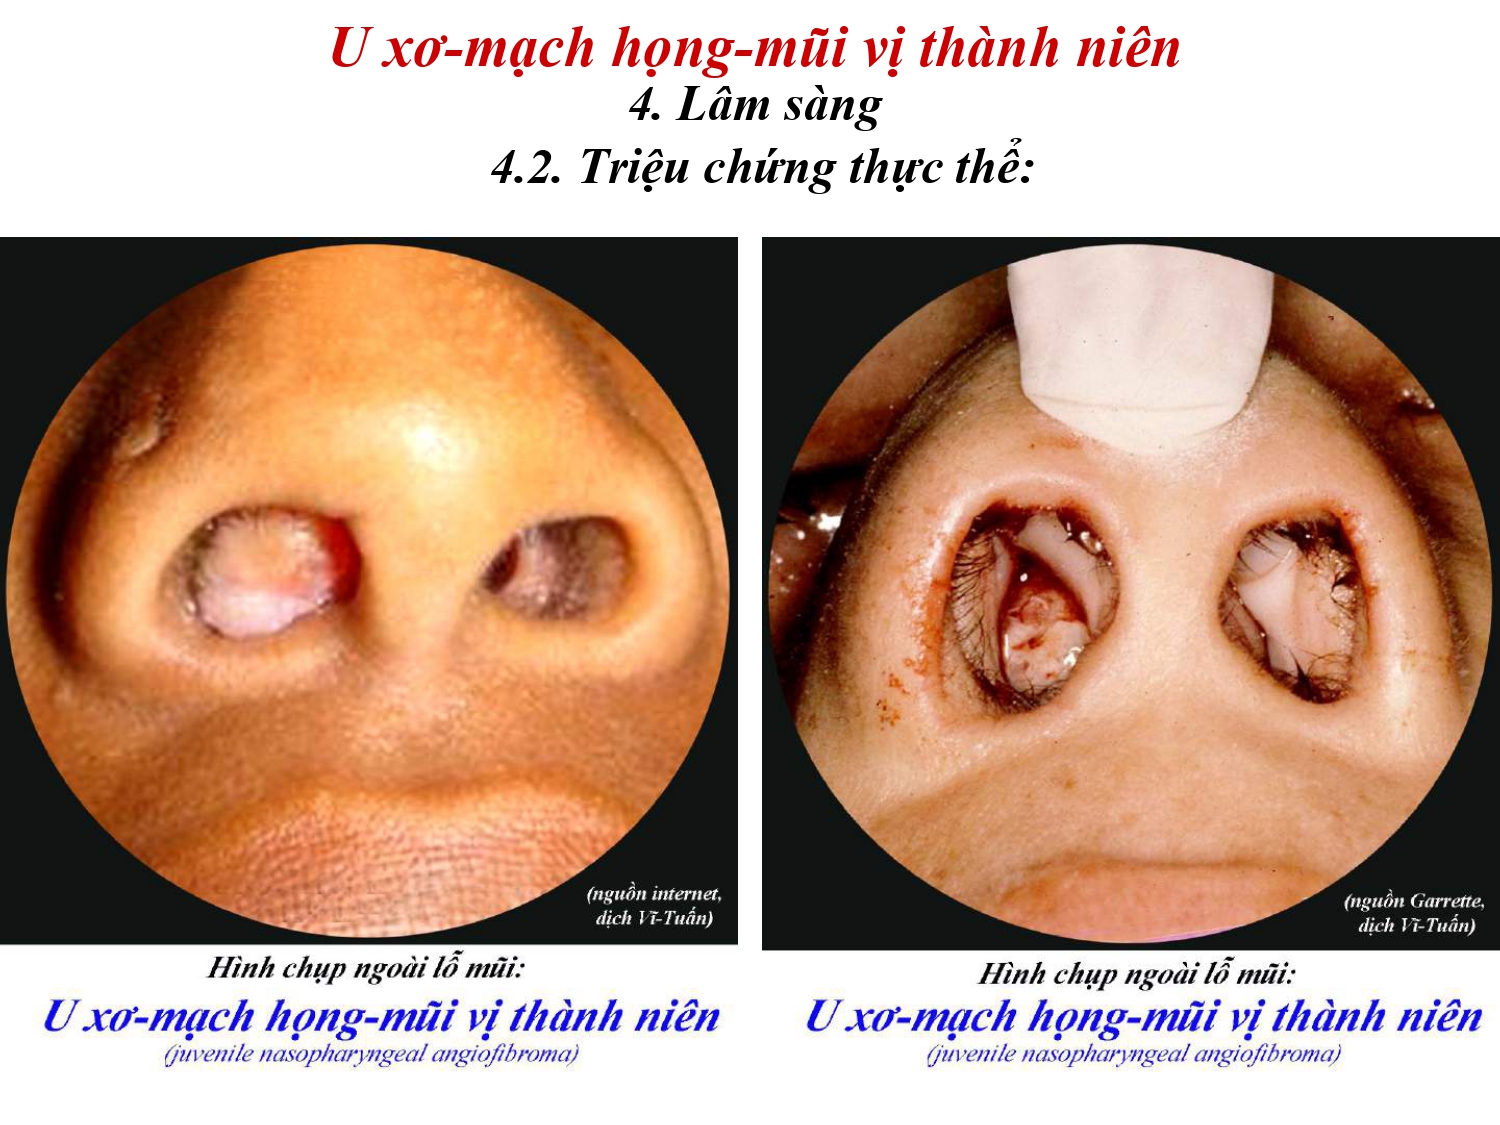 U xơ-mạch họng-mũi vị thành niên
4. Lâm sàng
4.2. Triệu chứng thực thể:
(nguồn internet,
dịch Vĩ-Tuấn)
Hình chụp ngoài lỗ mũi:
U xơ-mạch họng-mũi vị thành niên
(juvenile nasopharyngeal angiofibroma)
(nguồn Garrette,
dịch Vĩ-Tuấn)
Hình chụp ngoài lỗ mũi:
U xơ-mạch họng-mũi vị thành niên
(juvenile nasopharyngeal angiofibroma)